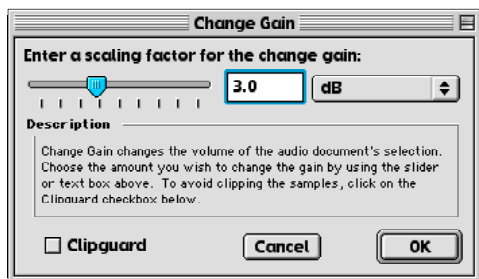 Change Gain
Enter a scaling factor for the change gain:
3.0 dB
Description
Change Gain changes the volume of the audio document's selection.
Choose the amount you wish to change the gain by using the slider
or text box above. To avoid clipping the samples, click on the
Clipguard checkbox below.
Clipguard Cancel OK